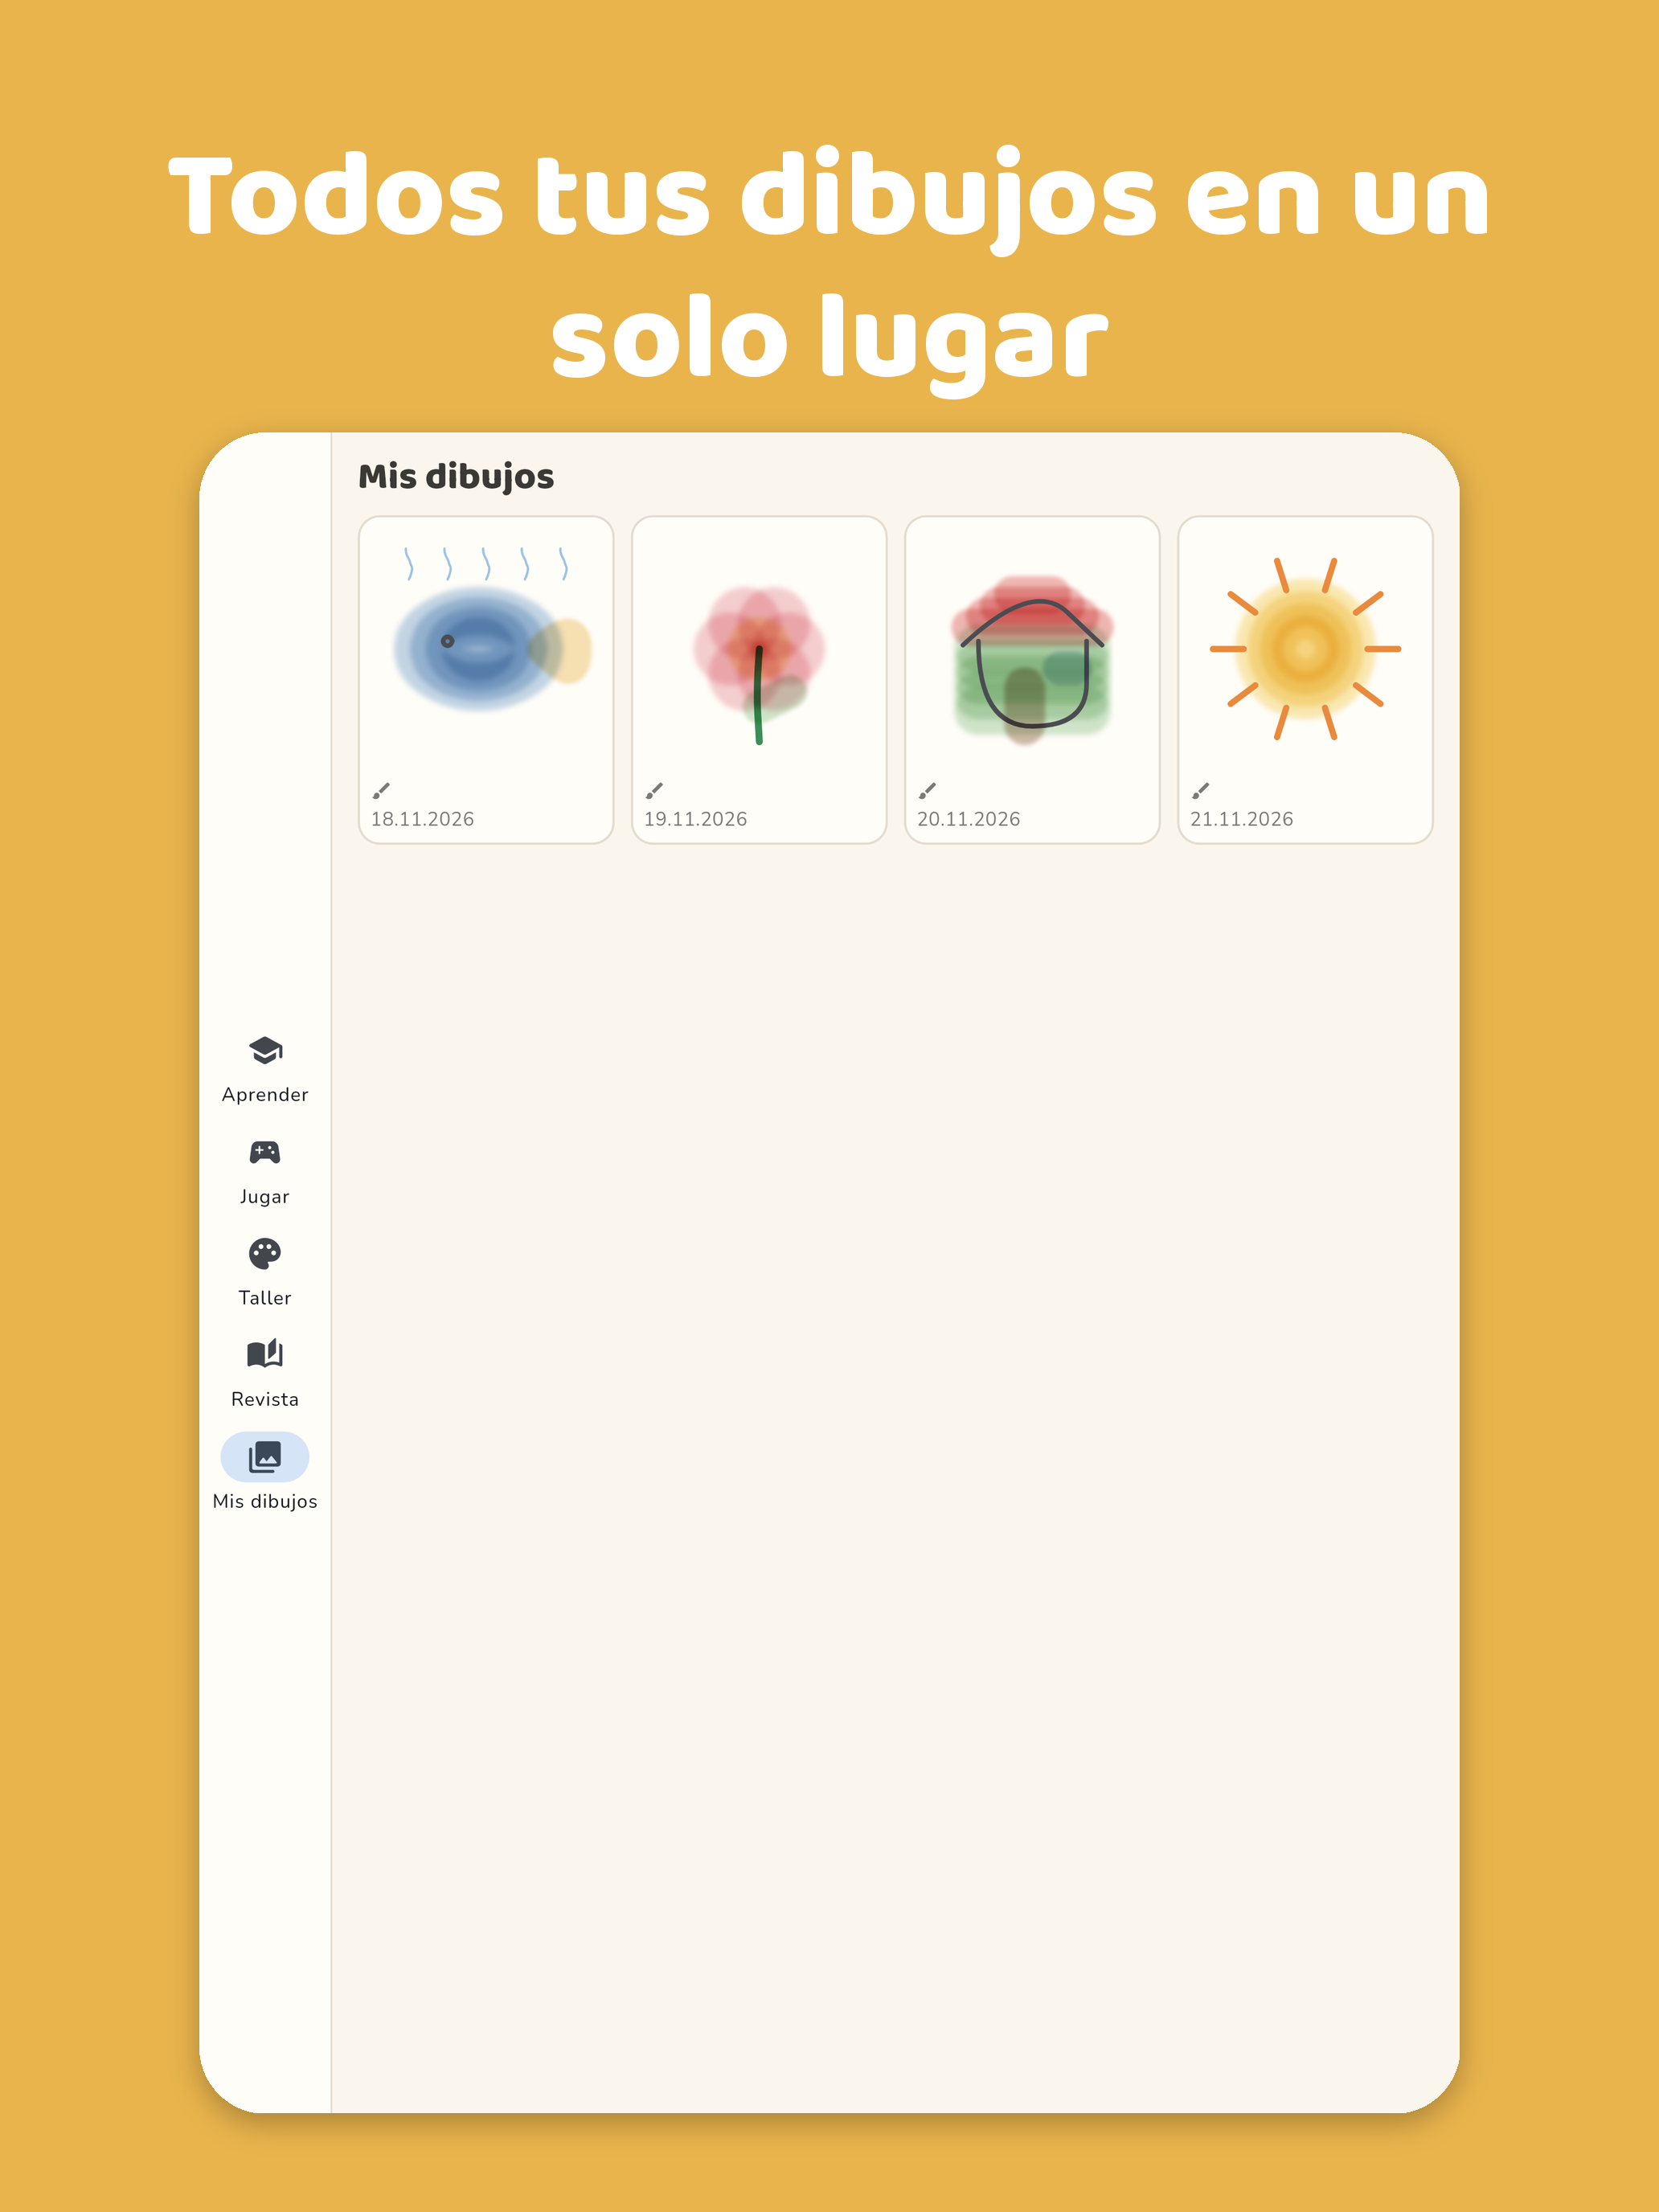 Todos tus dibujos en un
solo lugar
Mis dibujos
18.11.2026
19.11.2026
20.11.2026
21.11.2026
Aprender
Jugar
Taller
Revista
Mis dibujos